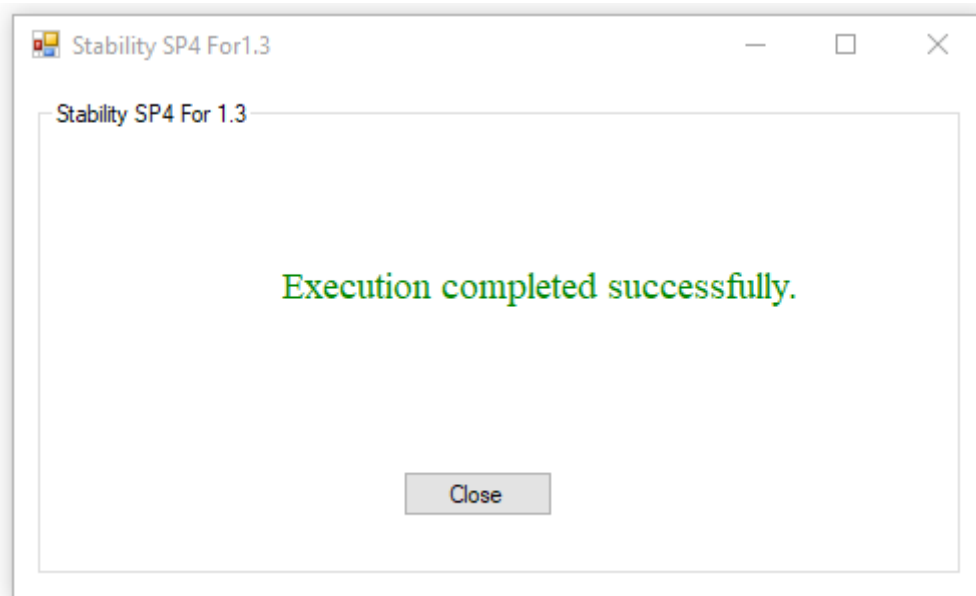 Stability SP4 For1.3
Stability SP4 For 1.3
Execution completed successfully.
Close